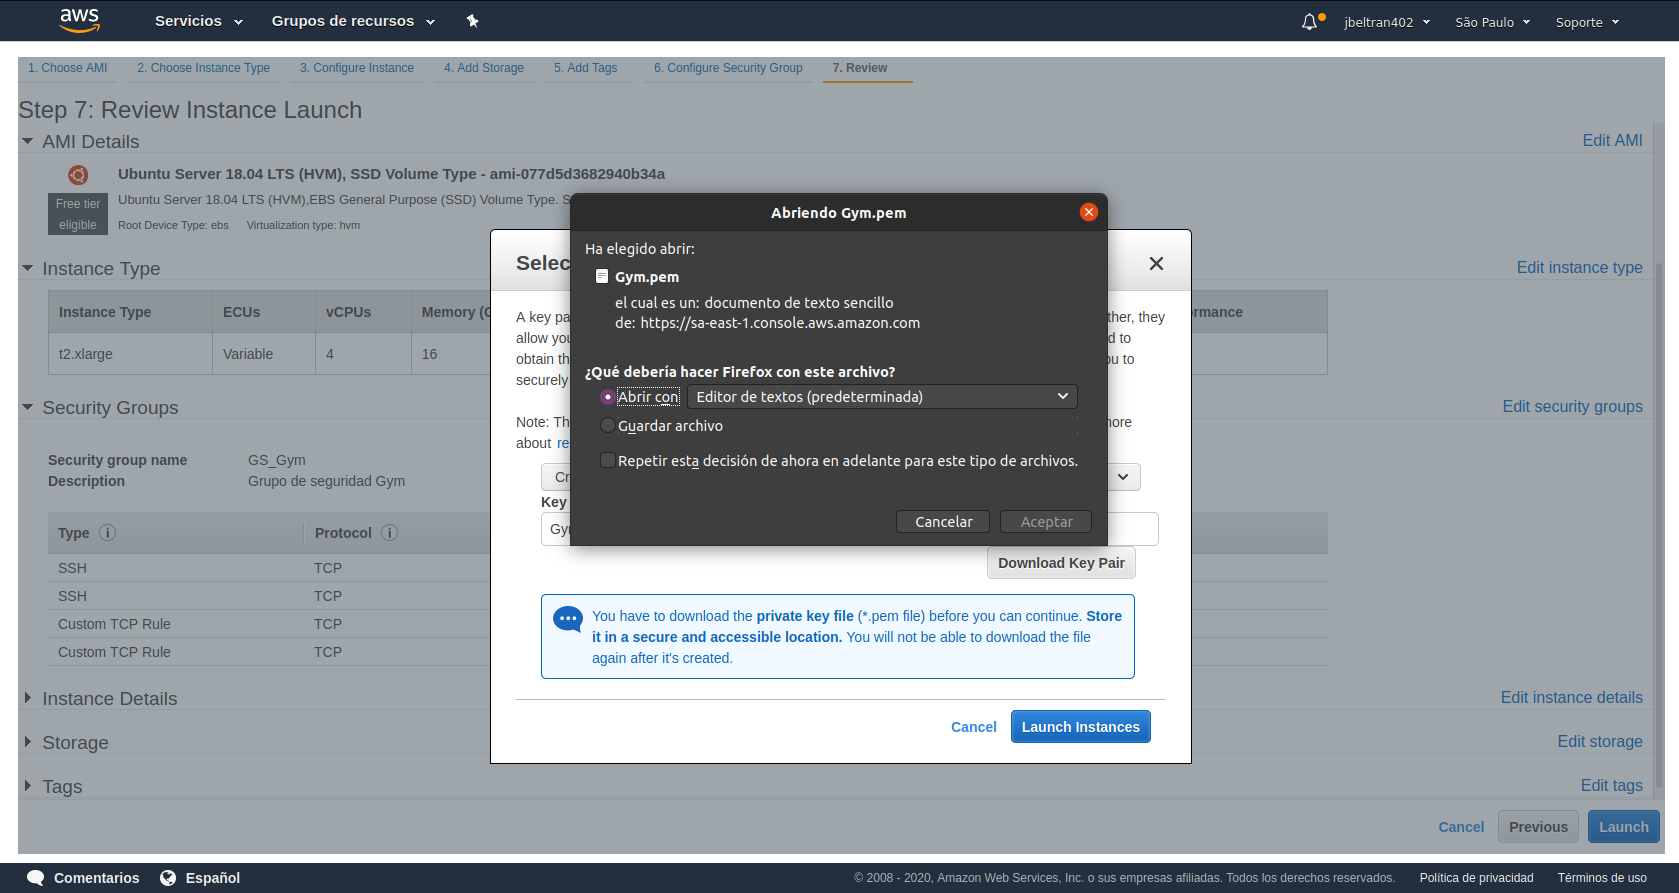 aws Servicios Grupos de recursos jbeltran402 São Paulo Soporte
1. Choose AMI 2. Choose Instance Type 3. Configure Instance 4. Add Storage 5. Add Tags 6. Configure Security Group 7. Review
Step 7: Review Instance Launch
AMI Details Edit AMI
Ubuntu Server 18.04 LTS (HVM), SSD Volume Type - ami-077d5d3682940b34a
Free tier eligible
Ubuntu Server 18.04 LTS (HVM),EBS General Purpose (SSD) Volume Type. S
Root Device Type: ebs Virtualization type: hvm
Instance Type Edit instance type
Instance Type ECUs vCPUs Memory (G rmance
t2.xlarge Variable 4 16
Security Groups Edit security groups
Security group name GS_Gym
Description Grupo de seguridad Gym
Type Protocol
SSH TCP
SSH TCP
Custom TCP Rule TCP
Custom TCP Rule TCP
Instance Details Edit instance details
Storage Edit storage
Tags Edit tags
Cancel Previous Launch
Selec
A key pa ther, they
allow you d to
obtain th ou to
securely
Note: Th more
about re
Cr
Key
Gy
Download Key Pair
You have to download the private key file (*.pem file) before you can continue. Store
it in a secure and accessible location. You will not be able to download the file
again after it's created.
Cancel Launch Instances
Abriendo Gym.pem
Ha elegido abrir:
Gym.pem
el cual es un: documento de texto sencillo
de: https://sa-east-1.console.aws.amazon.com
¿Qué debería hacer Firefox con este archivo?
Abrir con Editor de textos (predeterminada)
Guardar archivo
Repetir esta decisión de ahora en adelante para este tipo de archivos.
Cancelar Aceptar
Comentarios Español © 2008 - 2020, Amazon Web Services, Inc. o sus empresas afiliadas. Todos los derechos reservados. Política de privacidad Términos de uso